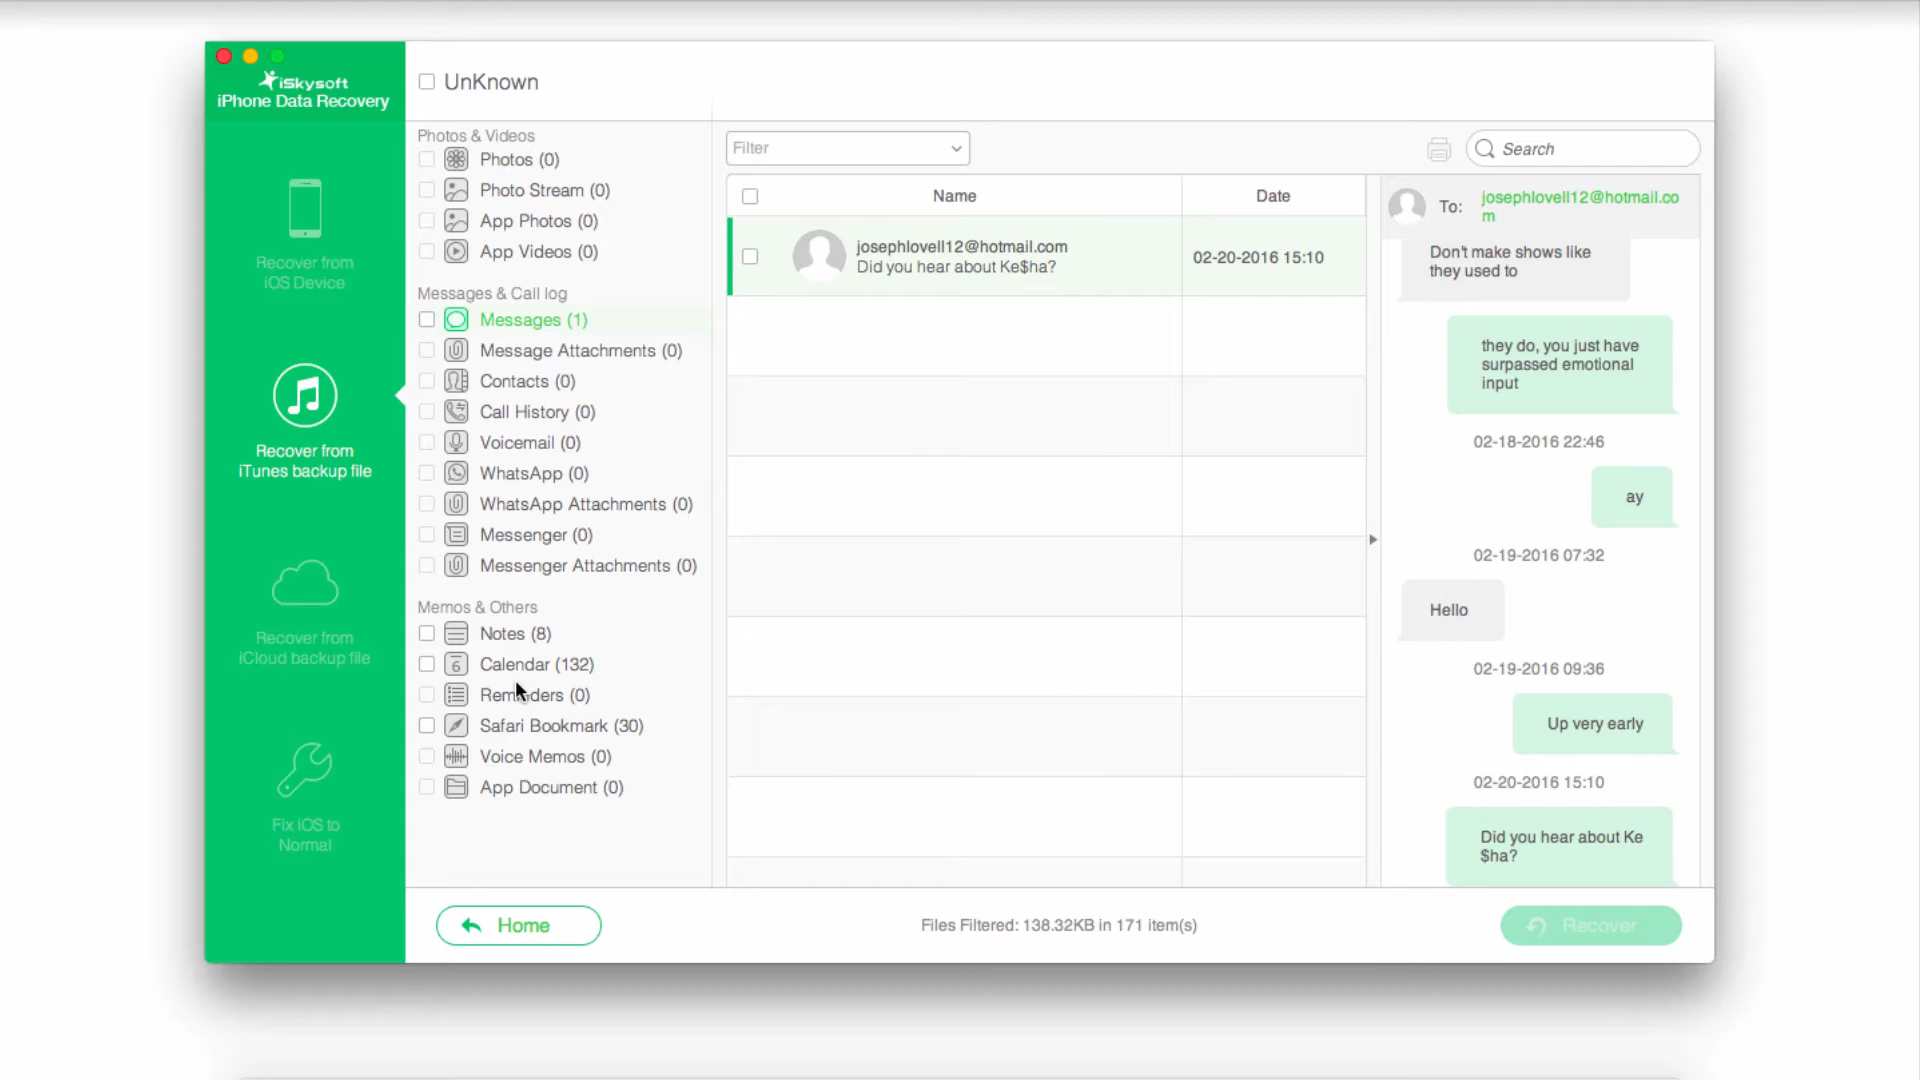 iSkysoft
iPhone Data Recovery
Recover from
iOS Device
Recover from
iTunes backup file
Recover from
iCloud backup file
Fix iOS to
Normal
UnKnown
Photos & Videos
Photos (0)
Photo Stream (0)
App Photos (0)
App Videos (0)
Messages & Call log
Messages (1)
Message Attachments (0)
Contacts (0)
Call History (0)
Voicemail (0)
WhatsApp (0)
WhatsApp Attachments (0)
Messenger (0)
Messenger Attachments (0)
Memos & Others
Notes (8)
6
Calendar (132)
Reminders (0)
Safari Bookmark (30)
Voice Memos (0)
App Document (0)
Filter
Search
Name
Date
josephlovell12@hotmail.com
Did you hear about Ke$ha?
02-20-2016 15:10
To:
josephlovell12@hotmail.co
m
Don't make shows like
they used to
they do, you just have
surpassed emotional
input
02-18-2016 22:46
ay
02-19-2016 07:32
Hello
02-19-2016 09:36
Up very early
02-20-2016 15:10
Did you hear about Ke
$ha?
Home
Files Filtered: 138.32KB in 171 item(s)
Recover